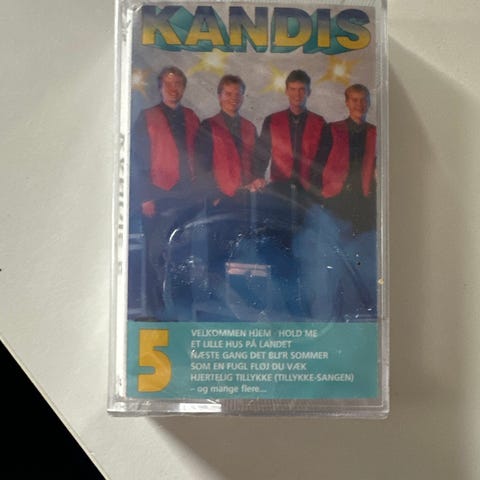 KANDIS
5
VELKOMMEN HJEM · HOLD ME
ET LILLE HUS PÅ LANDET
NÆSTE GANG DET BLI'R SOMMER
SOM EN FUGL FLØJ DU VÆK
HJERTELIG TILLYKKE (TILLYKKE-SANGEN)
– og mange flere...